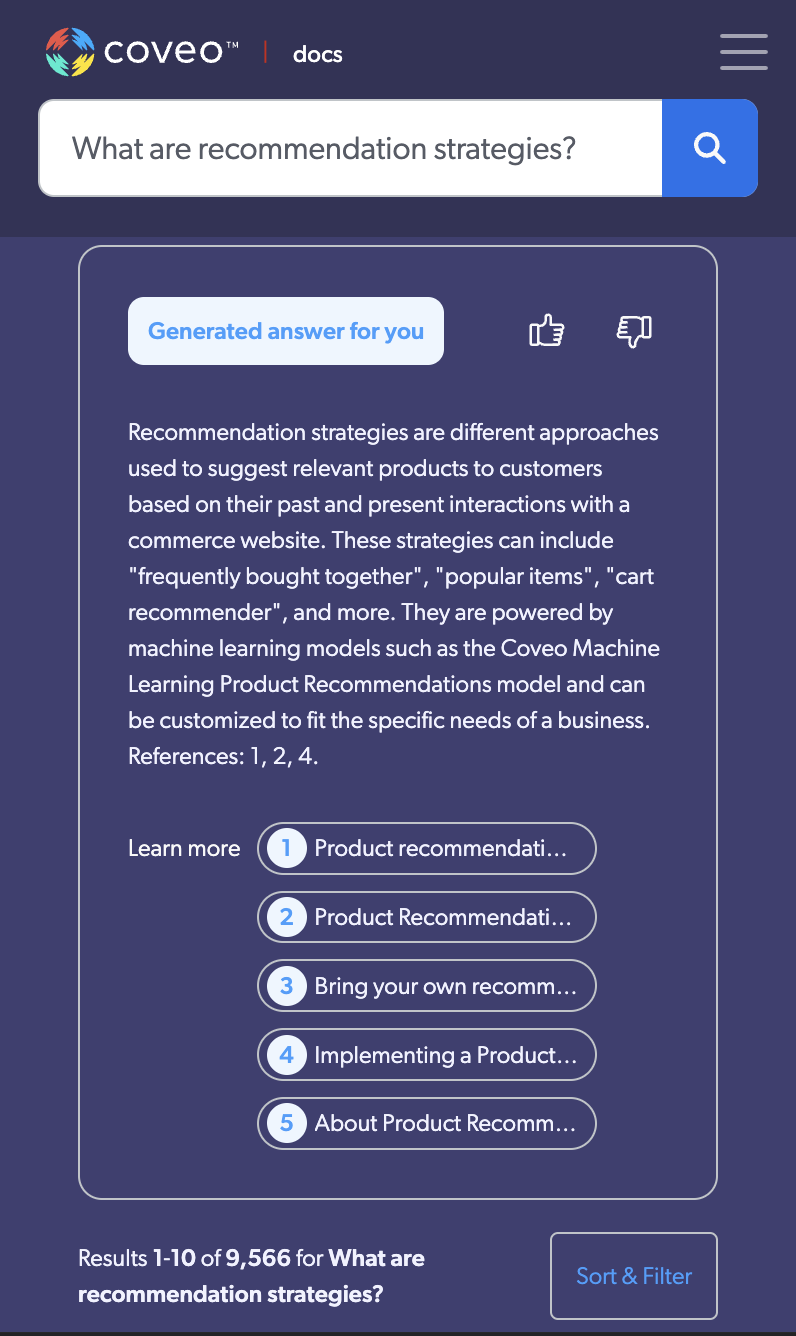 coveo™ | docs
What are recommendation strategies?
Generated answer for you
Recommendation strategies are different approaches
used to suggest relevant products to customers
based on their past and present interactions with a
commerce website. These strategies can include
"frequently bought together", "popular items", "cart
recommender", and more. They are powered by
machine learning models such as the Coveo Machine
Learning Product Recommendations model and can
be customized to fit the specific needs of a business.
References: 1, 2, 4.
Learn more 1 Product recommendati...
2 Product Recommendati...
3 Bring your own recomm...
4 Implementing a Product...
5 About Product Recomm...
Results 1-10 of 9,566 for What are
recommendation strategies?
Sort & Filter